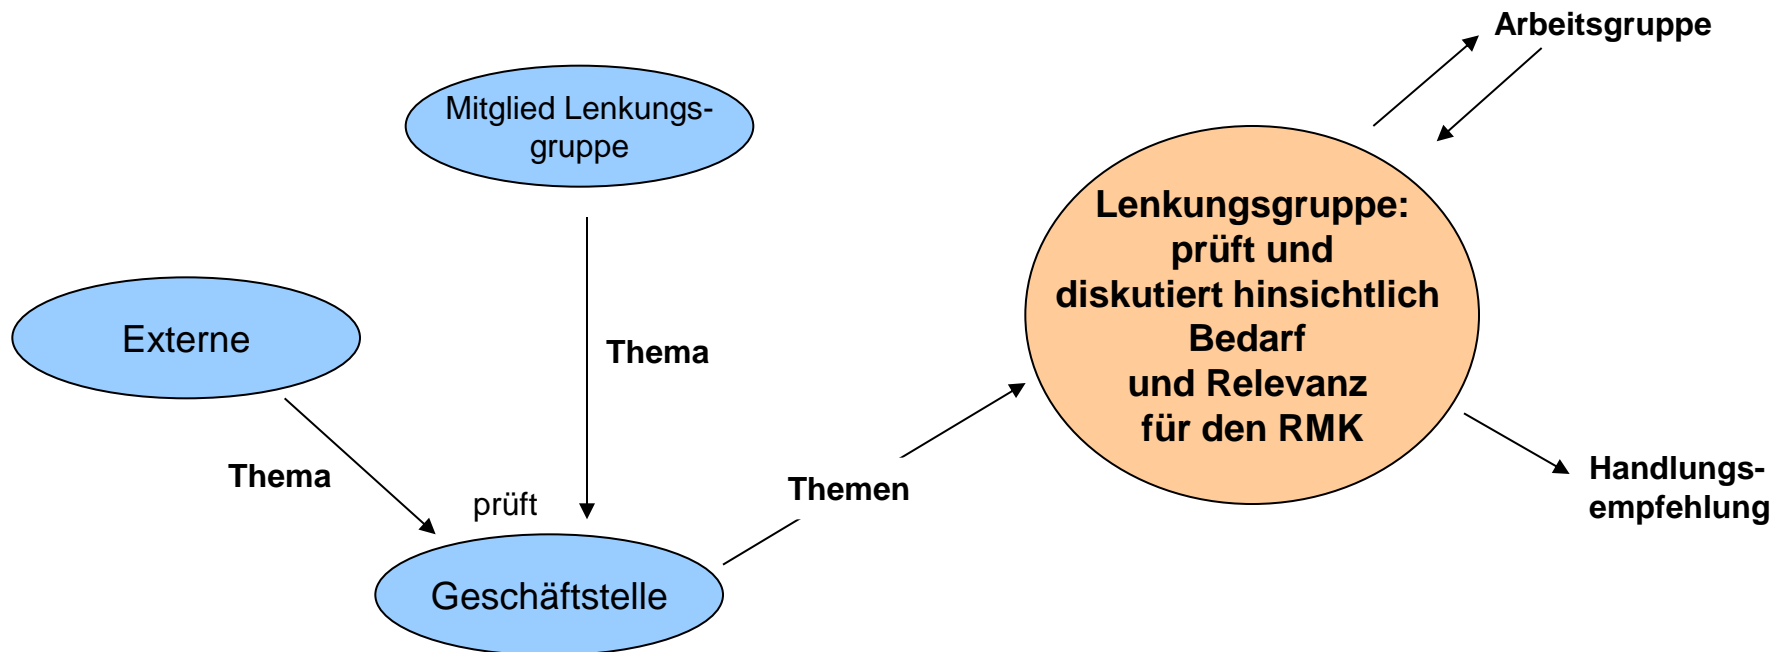 Arbeitsgruppe
Mitglied Lenkungs-
gruppe
Lenkungsgruppe:
prüft und
diskutiert hinsichtlich
Bedarf
und Relevanz
für den RMK
Externe
Thema
Thema
prüft
Themen
Handlungs-
empfehlung
Geschäftstelle